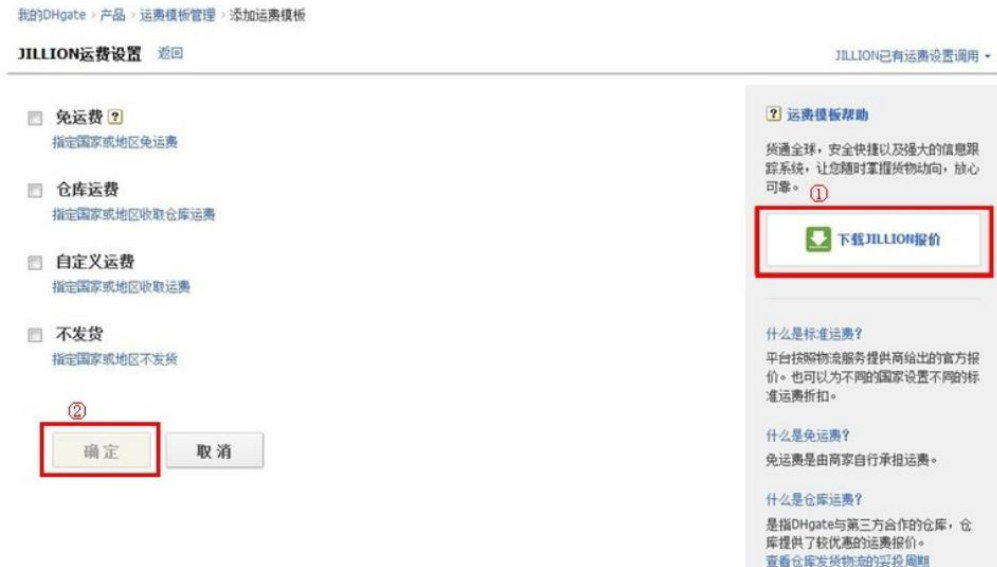 我的DHgate › 产品 › 运费模板管理 › 添加运费模板
JILLION运费设置 返回
JILLION已有运费设置调用
免运费 ?
指定国家或地区免运费
仓库运费
指定国家或地区收取仓库运费
自定义运费
指定国家或地区收取运费
不发货
指定国家或地区不发货
②
确定 取消
? 运费模板帮助
货通全球，安全快捷以及强大的信息跟
踪系统，让您随时掌握货物动向，放心
可靠。
①
下载JILLION报价
什么是标准运费?
平台按照物流服务提供商给出的官方报
价。也可以为不同的国家设置不同的标
准运费折扣。
什么是免运费?
免运费是由商家自行承担运费。
什么是仓库运费?
是指DHgate与第三方合作的仓库，仓
库提供了较优惠的运费报价。
查看仓库发货物流的妥投周期